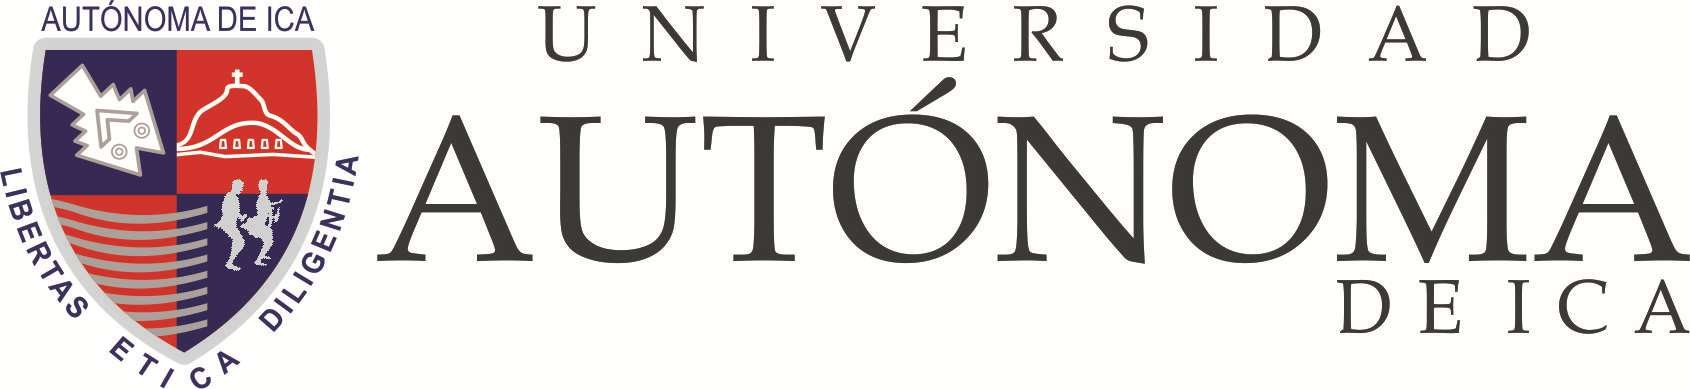 AUTÓNOMA DE ICA
LIBERTAS ETICA DILIGENTIA
UNIVERSIDAD
AUTÓNOMA
DE ICA